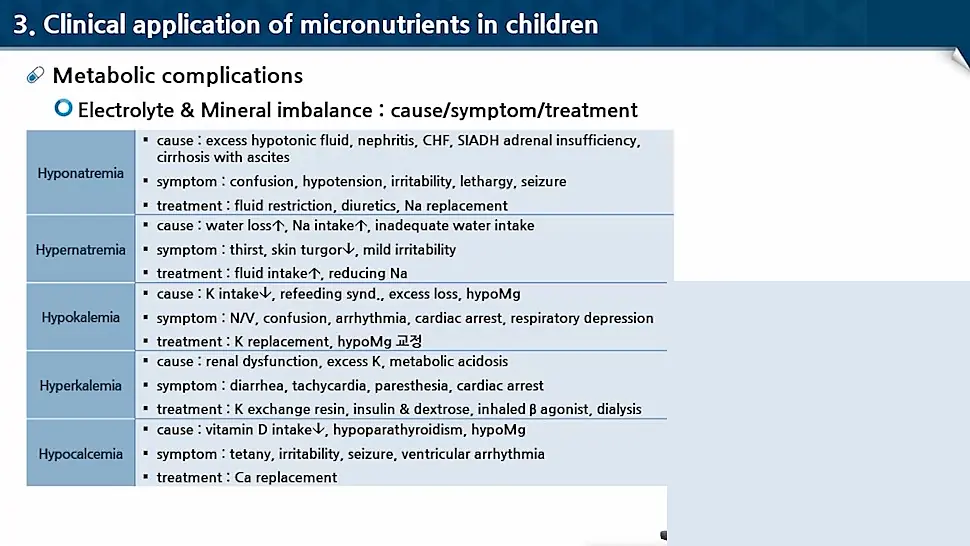 3. Clinical application of micronutrients in children
Metabolic complications
Electrolyte & Mineral imbalance : cause/symptom/treatment
Hyponatremia
▪ cause : excess hypotonic fluid, nephritis, CHF, SIADH adrenal insufficiency,
cirrhosis with ascites
▪ symptom : confusion, hypotension, irritability, lethargy, seizure
▪ treatment : fluid restriction, diuretics, Na replacement
Hypernatremia
▪ cause : water loss↑, Na intake↑, inadequate water intake
▪ symptom : thirst, skin turgor↓, mild irritability
▪ treatment : fluid intake↑, reducing Na
Hypokalemia
▪ cause : K intake↓, refeeding synd., excess loss, hypoMg
▪ symptom : N/V, confusion, arrhythmia, cardiac arrest, respiratory depression
▪ treatment : K replacement, hypoMg 교정
Hyperkalemia
▪ cause : renal dysfunction, excess K, metabolic acidosis
▪ symptom : diarrhea, tachycardia, paresthesia, cardiac arrest
▪ treatment : K exchange resin, insulin & dextrose, inhaled β agonist, dialysis
Hypocalcemia
▪ cause : vitamin D intake↓, hypoparathyroidism, hypoMg
▪ symptom : tetany, irritability, seizure, ventricular arrhythmia
▪ treatment : Ca replacement